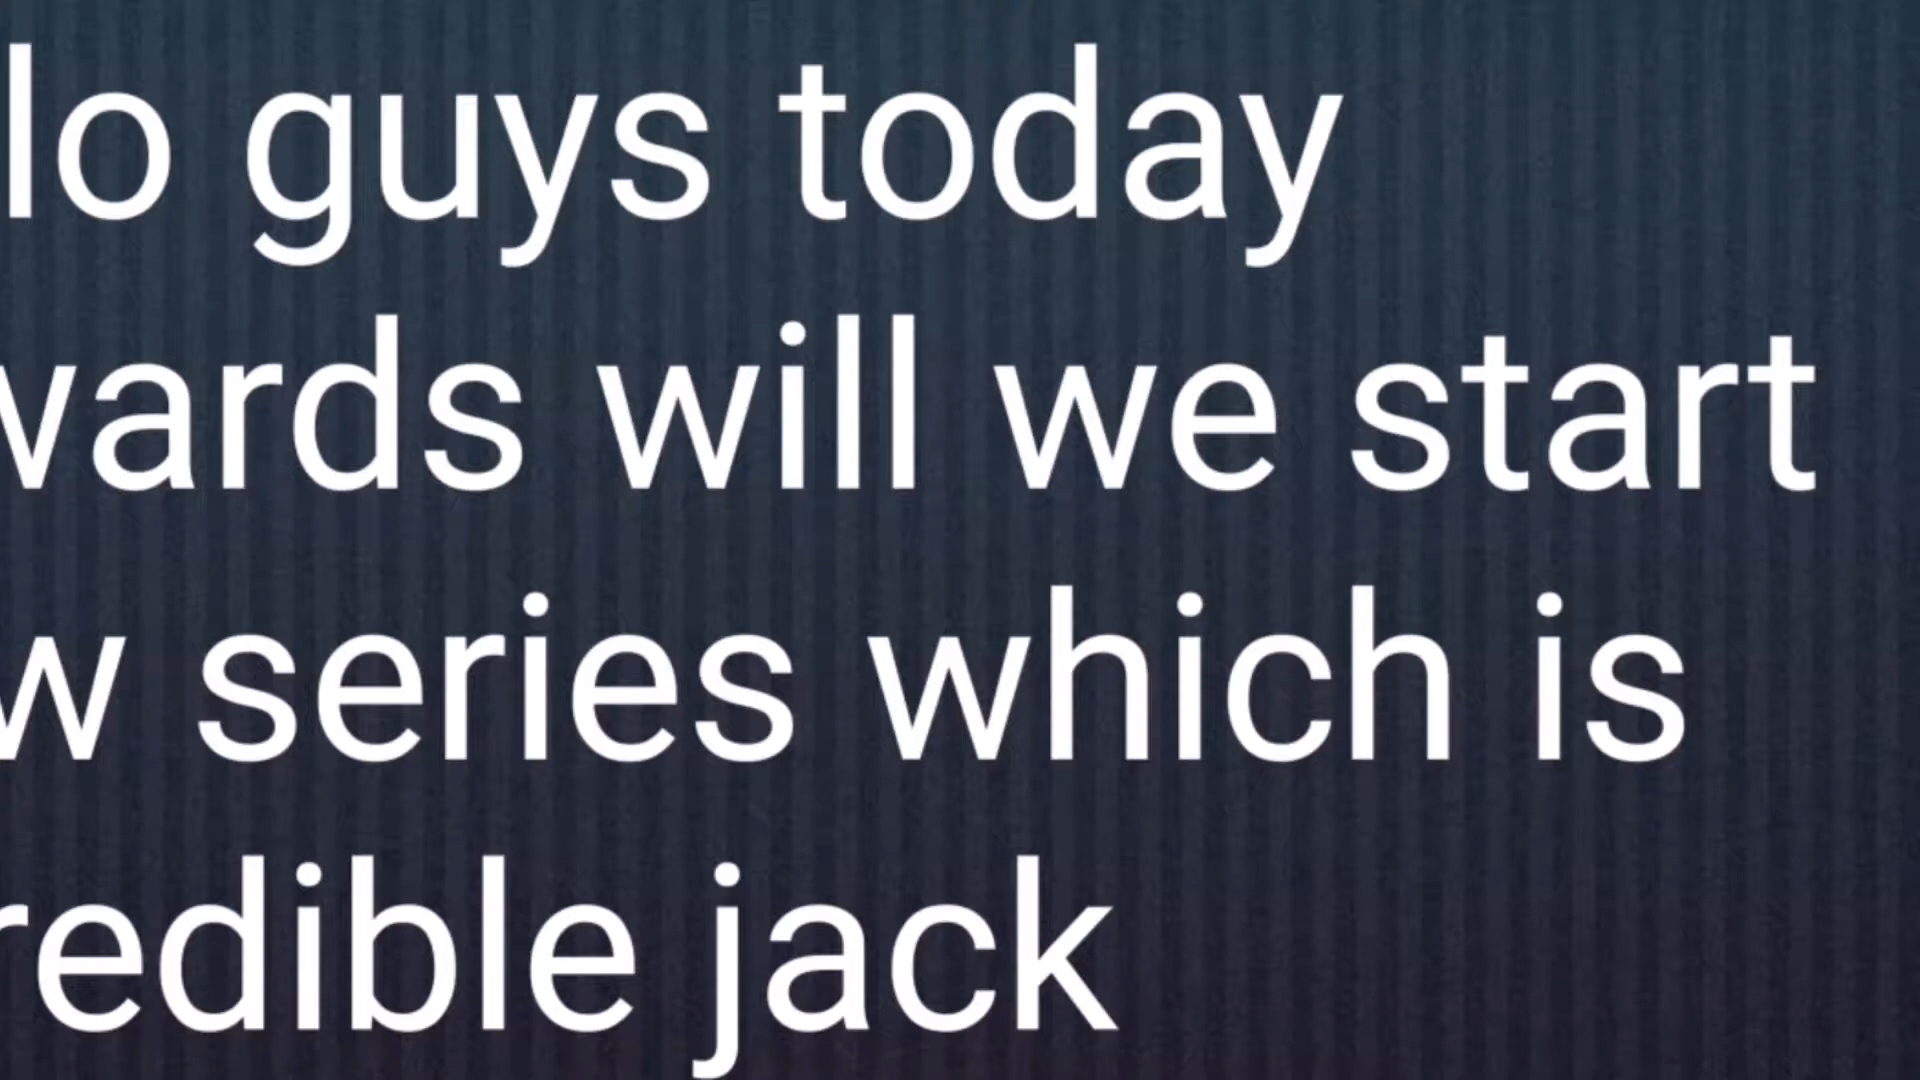 lo guys today
wards will we start
w series which is
redible jack